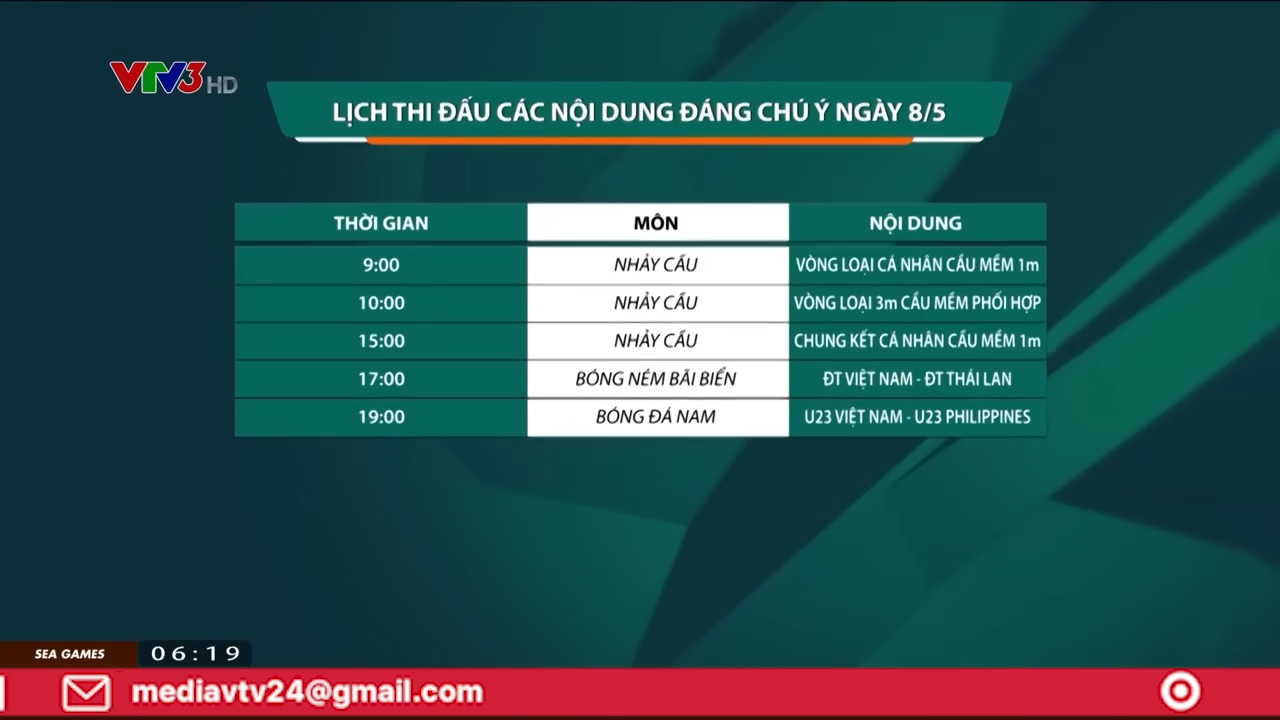 VTV3 HD
LỊCH THI ĐẤU CÁC NỘI DUNG ĐÁNG CHÚ Ý NGÀY 8/5
THỜI GIAN MÔN NỘI DUNG
9:00 NHẢY CẦU VÒNG LOẠI CÁ NHÂN CẦU MỀM 1m
10:00 NHẢY CẦU VÒNG LOẠI 3m CẦU MỀM PHỐI HỢP
15:00 NHẢY CẦU CHUNG KẾT CÁ NHÂN CẦU MỀM 1m
17:00 BÓNG NÉM BÃI BIỂN ĐT VIỆT NAM - ĐT THÁI LAN
19:00 BÓNG ĐÁ NAM U23 VIỆT NAM - U23 PHILIPPINES
SEA GAMES 06:19
mediavtv24@gmail.com